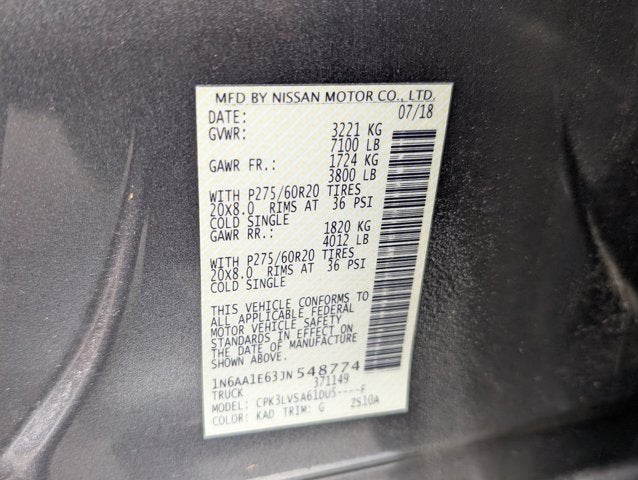 MFD BY NISSAN MOTOR CO., LTD.
DATE: 07/18
GVWR: 3221 KG
7100 LB
GAWR FR.: 1724 KG
3800 LB
WITH P275/60R20 TIRES
20X8.0 RIMS AT 36 PSI
COLD SINGLE
GAWR RR.: 1820 KG
4012 LB
WITH P275/60R20 TIRES
20X8.0 RIMS AT 36 PSI
COLD SINGLE
THIS VEHICLE CONFORMS TO
ALL APPLICABLE FEDERAL
MOTOR VEHICLE SAFETY
STANDARDS IN EFFECT ON
THE DATE OF MANUFACTURE
SHOWN ABOVE.
1N6AA1E63JN548774
TRUCK 371149
MODEL: CPK3LVSA61DU5----F
COLOR: KAD TRIM: G 2S10A